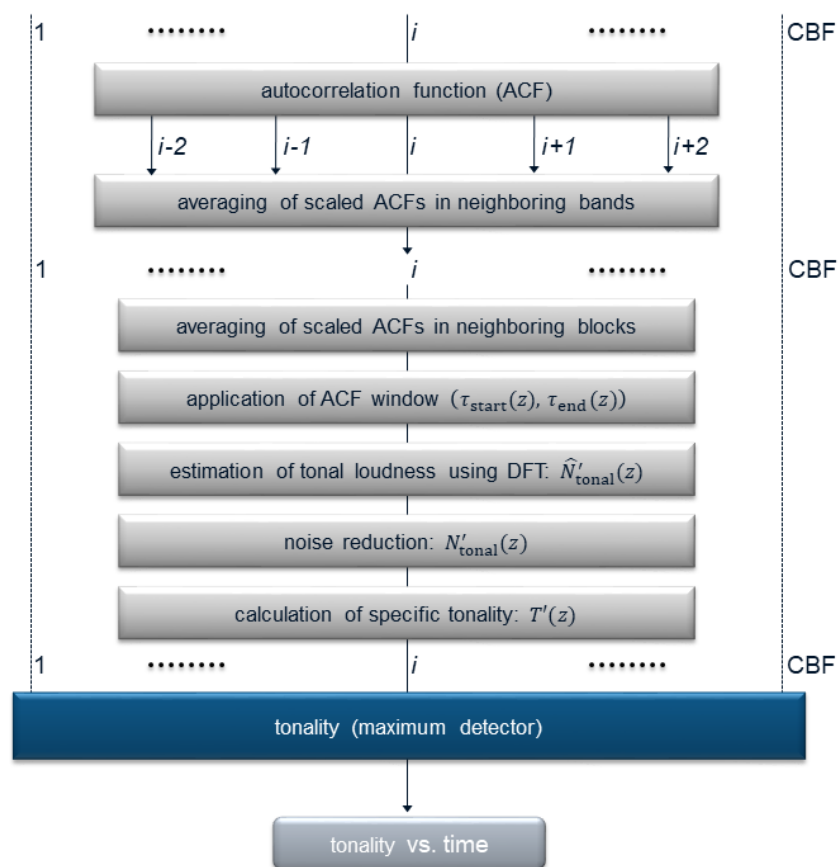 1 ........ i ........ CBF
autocorrelation function (ACF)
i-2 i-1 i i+1 i+2
averaging of scaled ACFs in neighboring bands
1 ........ i ........ CBF
averaging of scaled ACFs in neighboring blocks
application of ACF window (τstart(z), τend(z))
estimation of tonal loudness using DFT: N̂′tonal(z)
noise reduction: N′tonal(z)
calculation of specific tonality: T′(z)
1 ........ i ........ CBF
tonality (maximum detector)
tonality vs. time